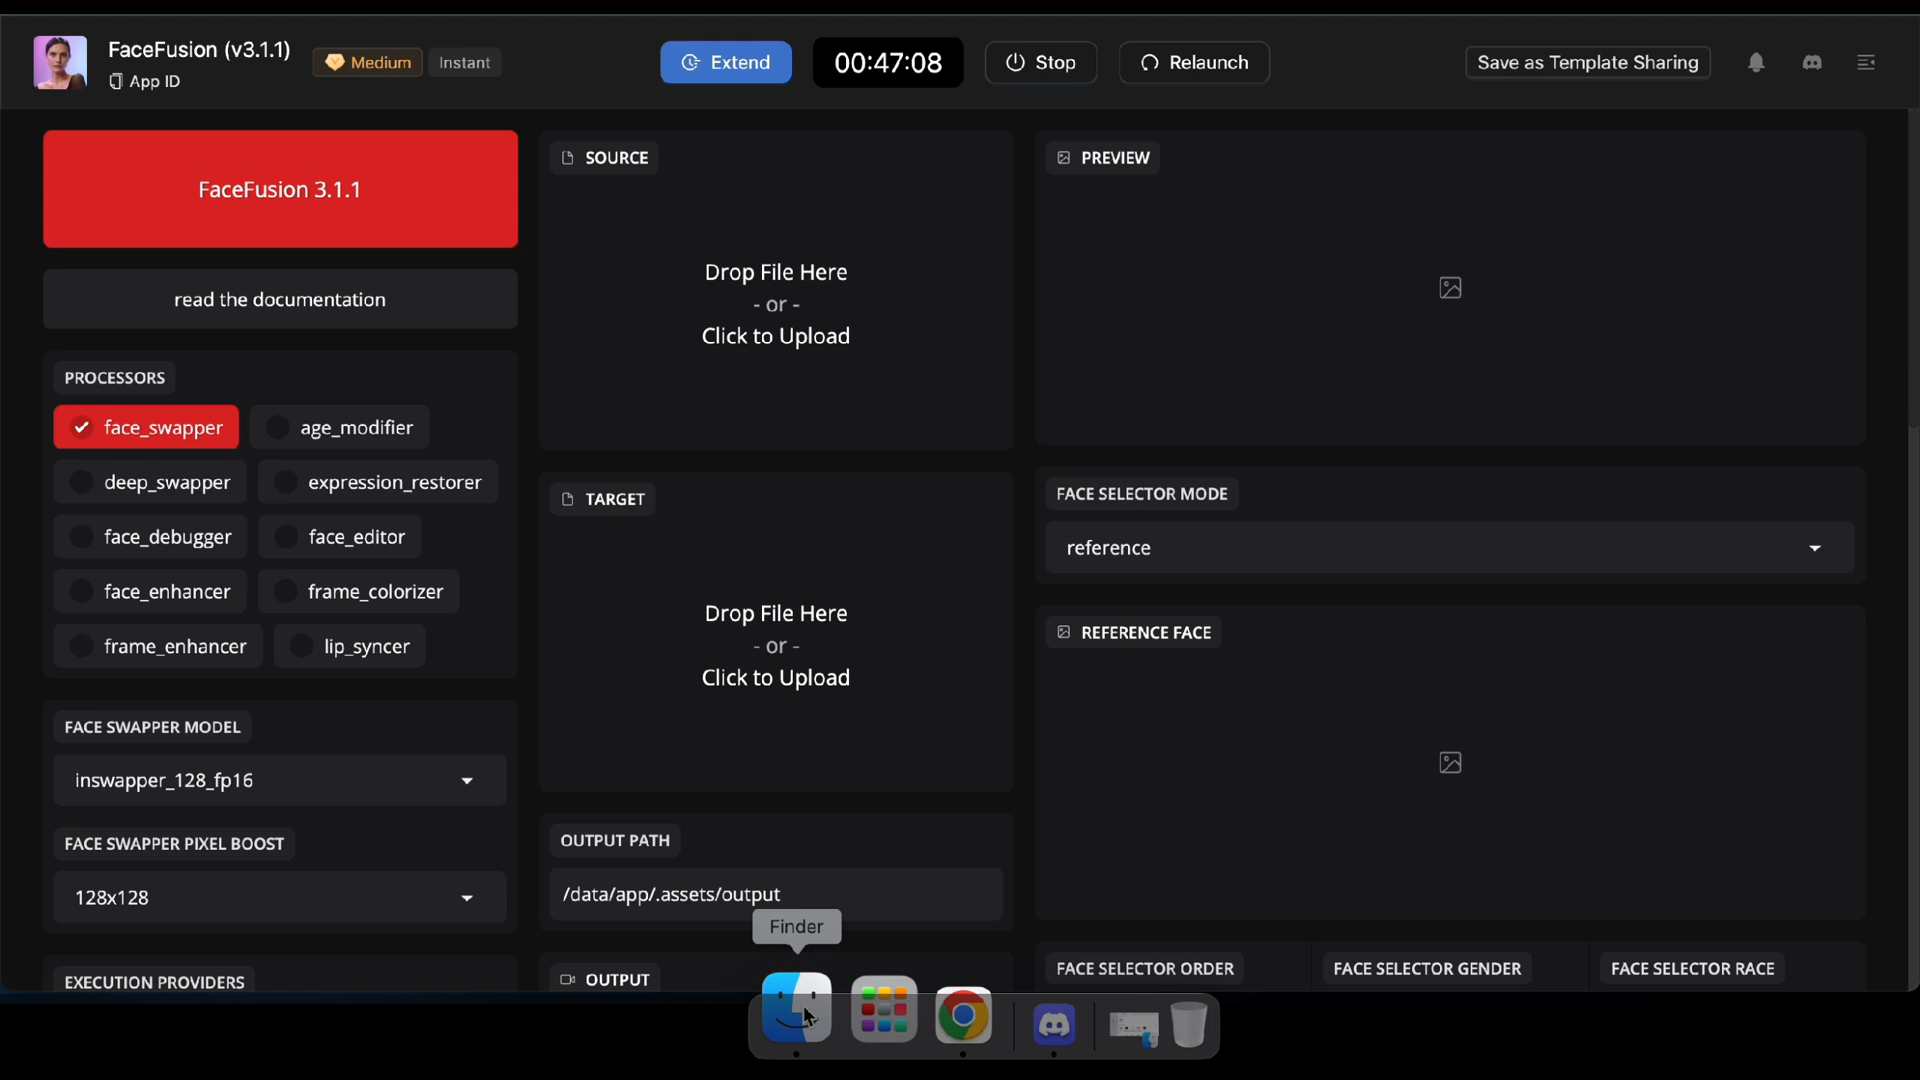 FaceFusion (v3.1.1)
App ID
Medium
Instant
Extend
00:47:08
Stop
Relaunch
Save as Template Sharing
FaceFusion 3.1.1
read the documentation
PROCESSORS
face_swapper
age_modifier
deep_swapper
expression_restorer
face_debugger
face_editor
face_enhancer
frame_colorizer
frame_enhancer
lip_syncer
FACE SWAPPER MODEL
inswapper_128_fp16
FACE SWAPPER PIXEL BOOST
128x128
EXECUTION PROVIDERS
SOURCE
Drop File Here
- or -
Click to Upload
TARGET
Drop File Here
- or -
Click to Upload
OUTPUT PATH
/data/app/.assets/output
OUTPUT
PREVIEW
FACE SELECTOR MODE
reference
REFERENCE FACE
FACE SELECTOR ORDER
FACE SELECTOR GENDER
FACE SELECTOR RACE
Finder